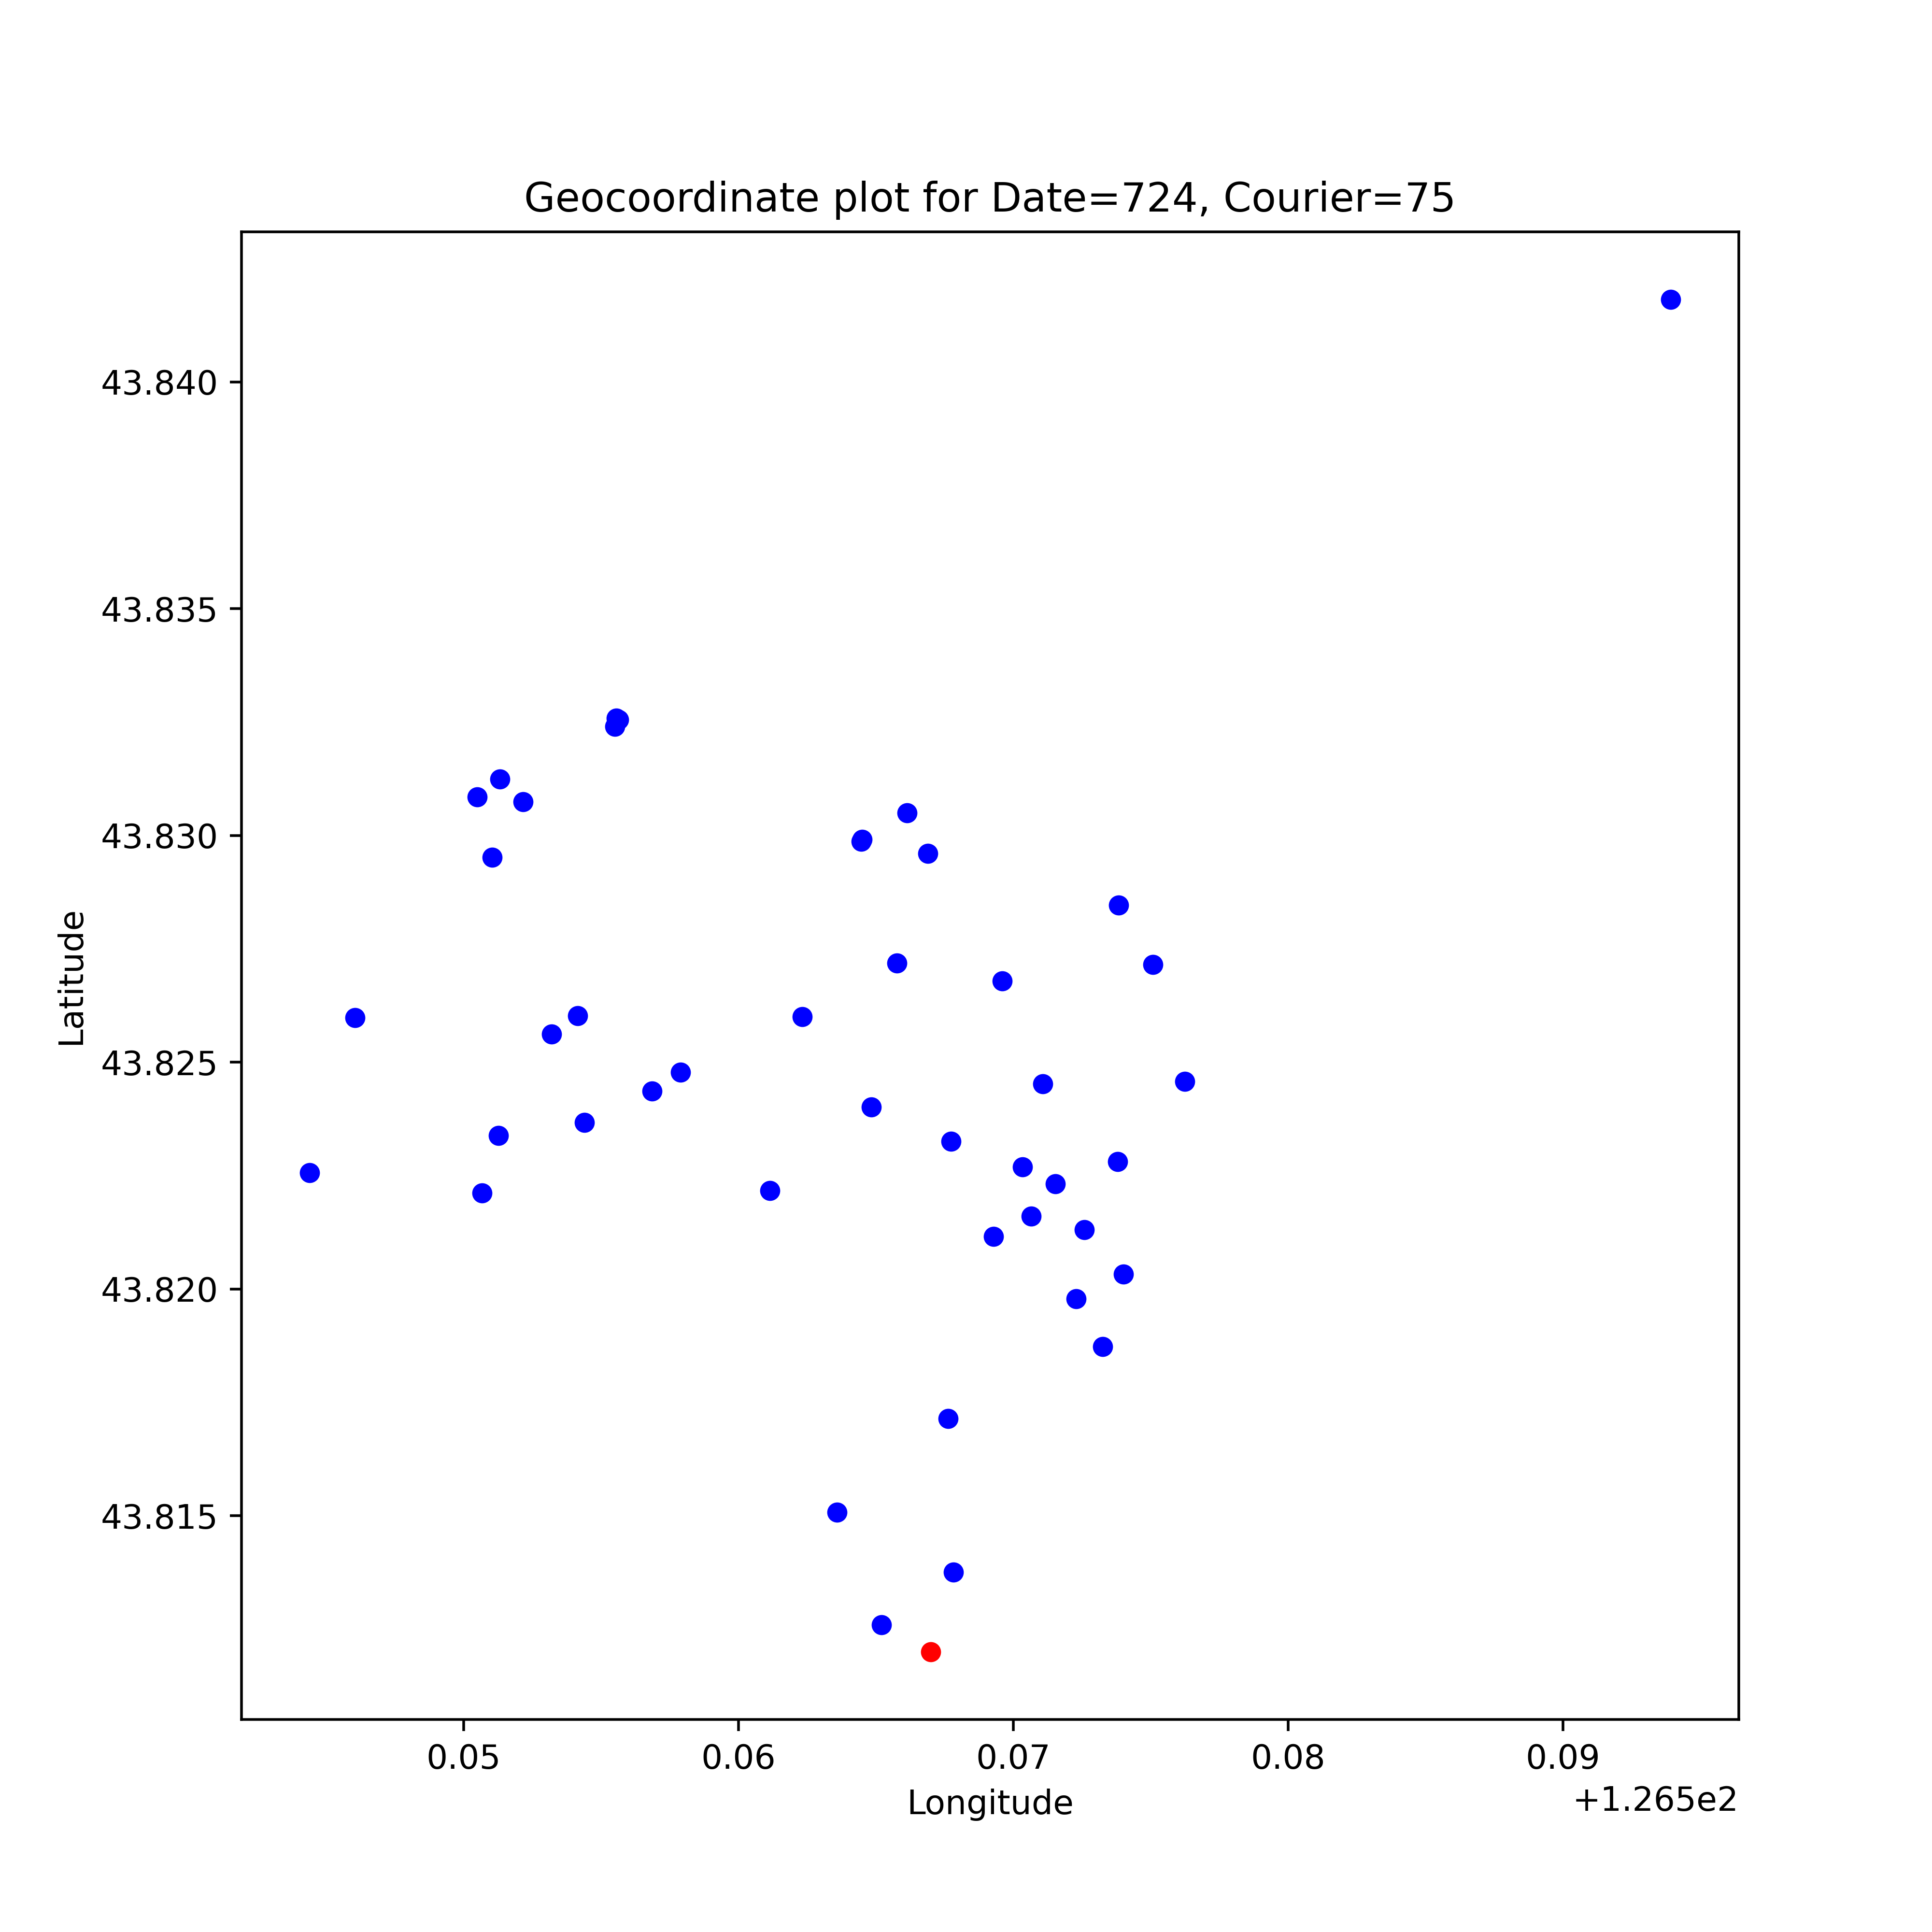 Geocoordinate plot for Date=724, Courier=75
43.840
43.835
43.830
43.825
43.820
43.815
Latitude
0.05 0.06 0.07 0.08 0.09
+1.265e2
Longitude